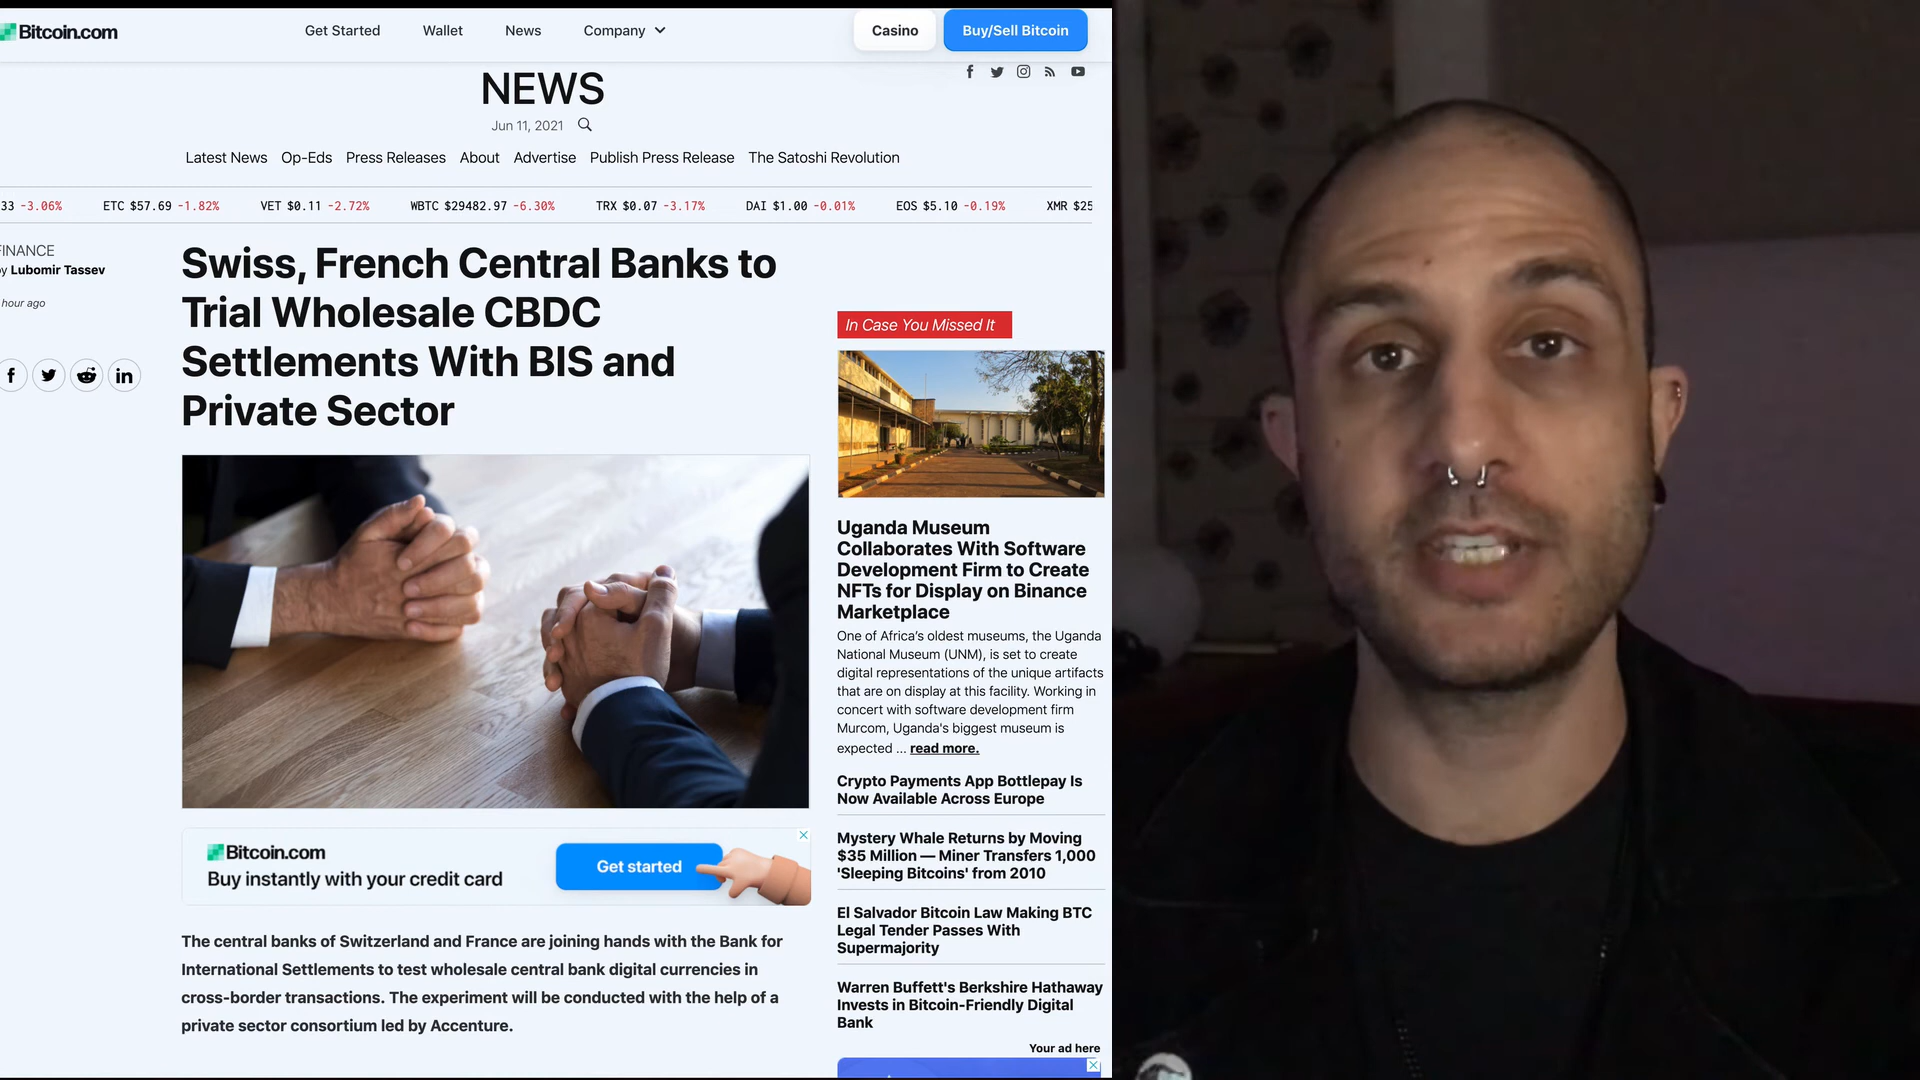 Bitcoin.com
Get Started
Wallet
News
Company
Casino
Buy/Sell Bitcoin
NEWS
Jun 11, 2021
Latest News
Op-Eds
Press Releases
About
Advertise
Publish Press Release
The Satoshi Revolution
33 -3.06%
ETC $57.69 -1.82%
VET $0.11 -2.72%
WBTC $29482.97 -6.30%
TRX $0.07 -3.17%
DAI $1.00 -0.01%
EOS $5.10 -0.19%
XMR $25
FINANCE
by Lubomir Tassev
hour ago
Swiss, French Central Banks to
Trial Wholesale CBDC
Settlements With BIS and
Private Sector
Bitcoin.com
Buy instantly with your credit card
Get started
The central banks of Switzerland and France are joining hands with the Bank for
International Settlements to test wholesale central bank digital currencies in
cross-border transactions. The experiment will be conducted with the help of a
private sector consortium led by Accenture.
In Case You Missed It
Uganda Museum
Collaborates With Software
Development Firm to Create
NFTs for Display on Binance
Marketplace
One of Africa's oldest museums, the Uganda
National Museum (UNM), is set to create
digital representations of the unique artifacts
that are on display at this facility. Working in
concert with software development firm
Murcom, Uganda's biggest museum is
expected ... read more.
Crypto Payments App Bottlepay Is
Now Available Across Europe
Mystery Whale Returns by Moving
$35 Million — Miner Transfers 1,000
'Sleeping Bitcoins' from 2010
El Salvador Bitcoin Law Making BTC
Legal Tender Passes With
Supermajority
Warren Buffett's Berkshire Hathaway
Invests in Bitcoin-Friendly Digital
Bank
Your ad here